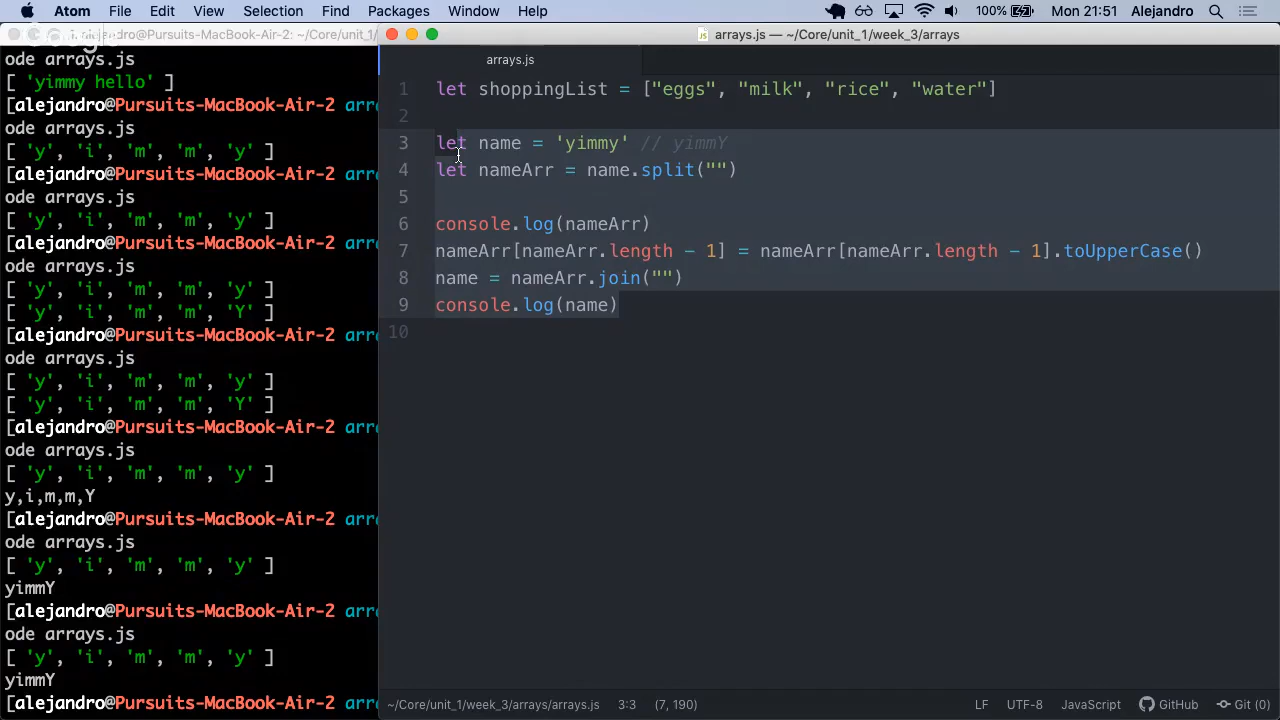 Atom File Edit View Selection Find Packages Window Help 100% Mon 21:51 Alejandro
alejandro@Pursuits-MacBook-Air-2: ~/Core/unit_1/
ode arrays.js
[ 'yimmy hello' ]
[alejandro@Pursuits-MacBook-Air-2 arr
ode arrays.js
[ 'y', 'i', 'm', 'm', 'y' ]
[alejandro@Pursuits-MacBook-Air-2 arr
ode arrays.js
[ 'y', 'i', 'm', 'm', 'y' ]
[alejandro@Pursuits-MacBook-Air-2 arr
ode arrays.js
[ 'y', 'i', 'm', 'm', 'y' ]
[ 'y', 'i', 'm', 'm', 'Y' ]
[alejandro@Pursuits-MacBook-Air-2 arr
ode arrays.js
[ 'y', 'i', 'm', 'm', 'y' ]
[ 'y', 'i', 'm', 'm', 'Y' ]
[alejandro@Pursuits-MacBook-Air-2 arr
ode arrays.js
[ 'y', 'i', 'm', 'm', 'y' ]
y,i,m,m,Y
[alejandro@Pursuits-MacBook-Air-2 arr
ode arrays.js
[ 'y', 'i', 'm', 'm', 'y' ]
yimmY
[alejandro@Pursuits-MacBook-Air-2 arr
ode arrays.js
[ 'y', 'i', 'm', 'm', 'y' ]
yimmY
[alejandro@Pursuits-MacBook-Air-2 arr
arrays.js — ~/Core/unit_1/week_3/arrays
arrays.js
1 let shoppingList = ["eggs", "milk", "rice", "water"]
2
3 let name = 'yimmy' // yimmY
4 let nameArr = name.split("")
5
6 console.log(nameArr)
7 nameArr[nameArr.length - 1] = nameArr[nameArr.length - 1].toUpperCase()
8 name = nameArr.join("")
9 console.log(name)
10
~/Core/unit_1/week_3/arrays/arrays.js 3:3 (7, 190) LF UTF-8 JavaScript GitHub Git (0)